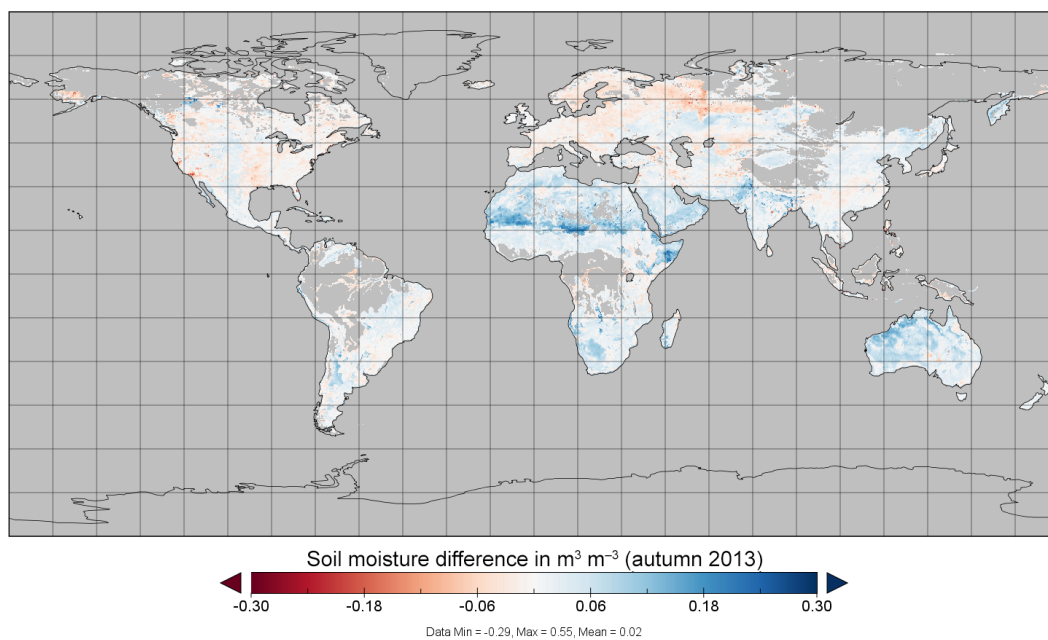 Soil moisture difference in m³ m⁻³ (autumn 2013)
-0.30 -0.18 -0.06 0.06 0.18 0.30
Data Min = -0.29, Max = 0.55, Mean = 0.02